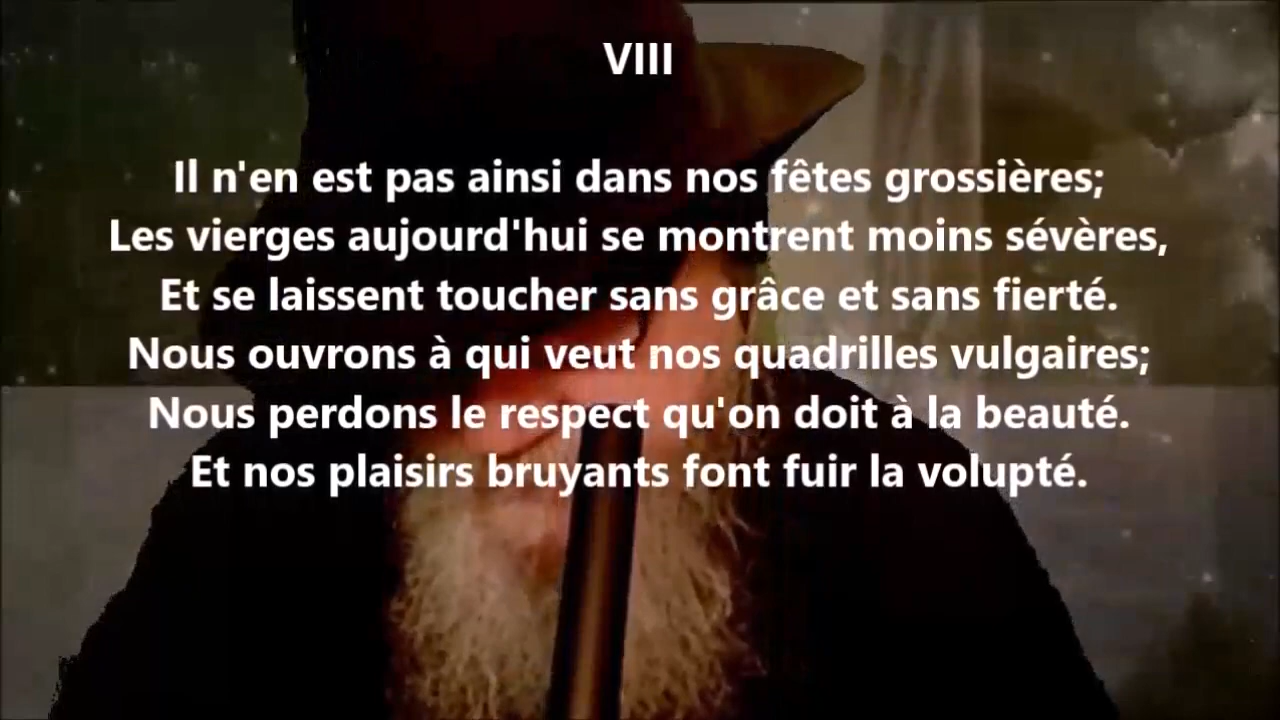 VIII
Il n'en est pas ainsi dans nos fêtes grossières;
Les vierges aujourd'hui se montrent moins sévères,
Et se laissent toucher sans grâce et sans fierté.
Nous ouvrons à qui veut nos quadrilles vulgaires;
Nous perdons le respect qu'on doit à la beauté.
Et nos plaisirs bruyants font fuir la volupté.